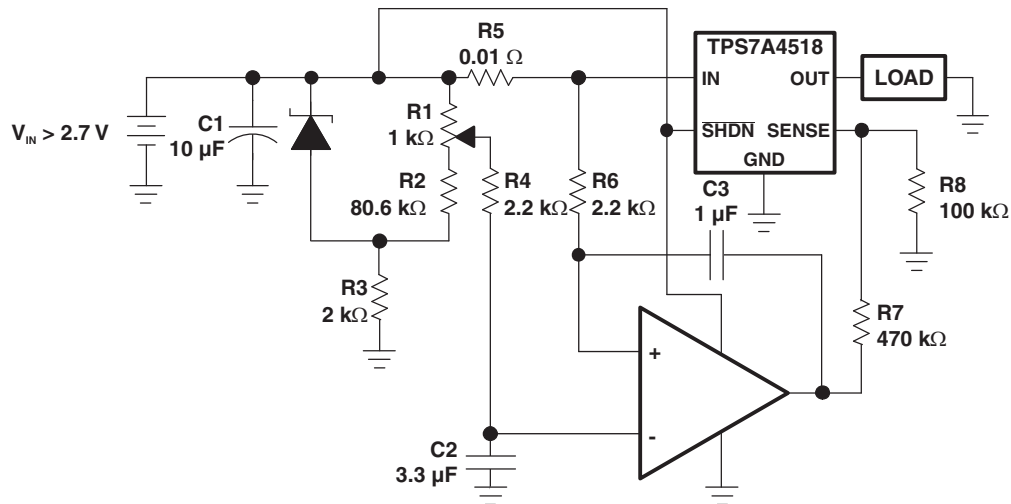 R5
0.01 Ω
TPS7A4518
IN
OUT
LOAD
V_IN > 2.7 V
C1
10 µF
R1
1 kΩ
SHDN
SENSE
GND
R2
80.6 kΩ
R4
2.2 kΩ
R6
2.2 kΩ
C3
1 µF
R8
100 kΩ
R3
2 kΩ
R7
470 kΩ
+
-
C2
3.3 µF